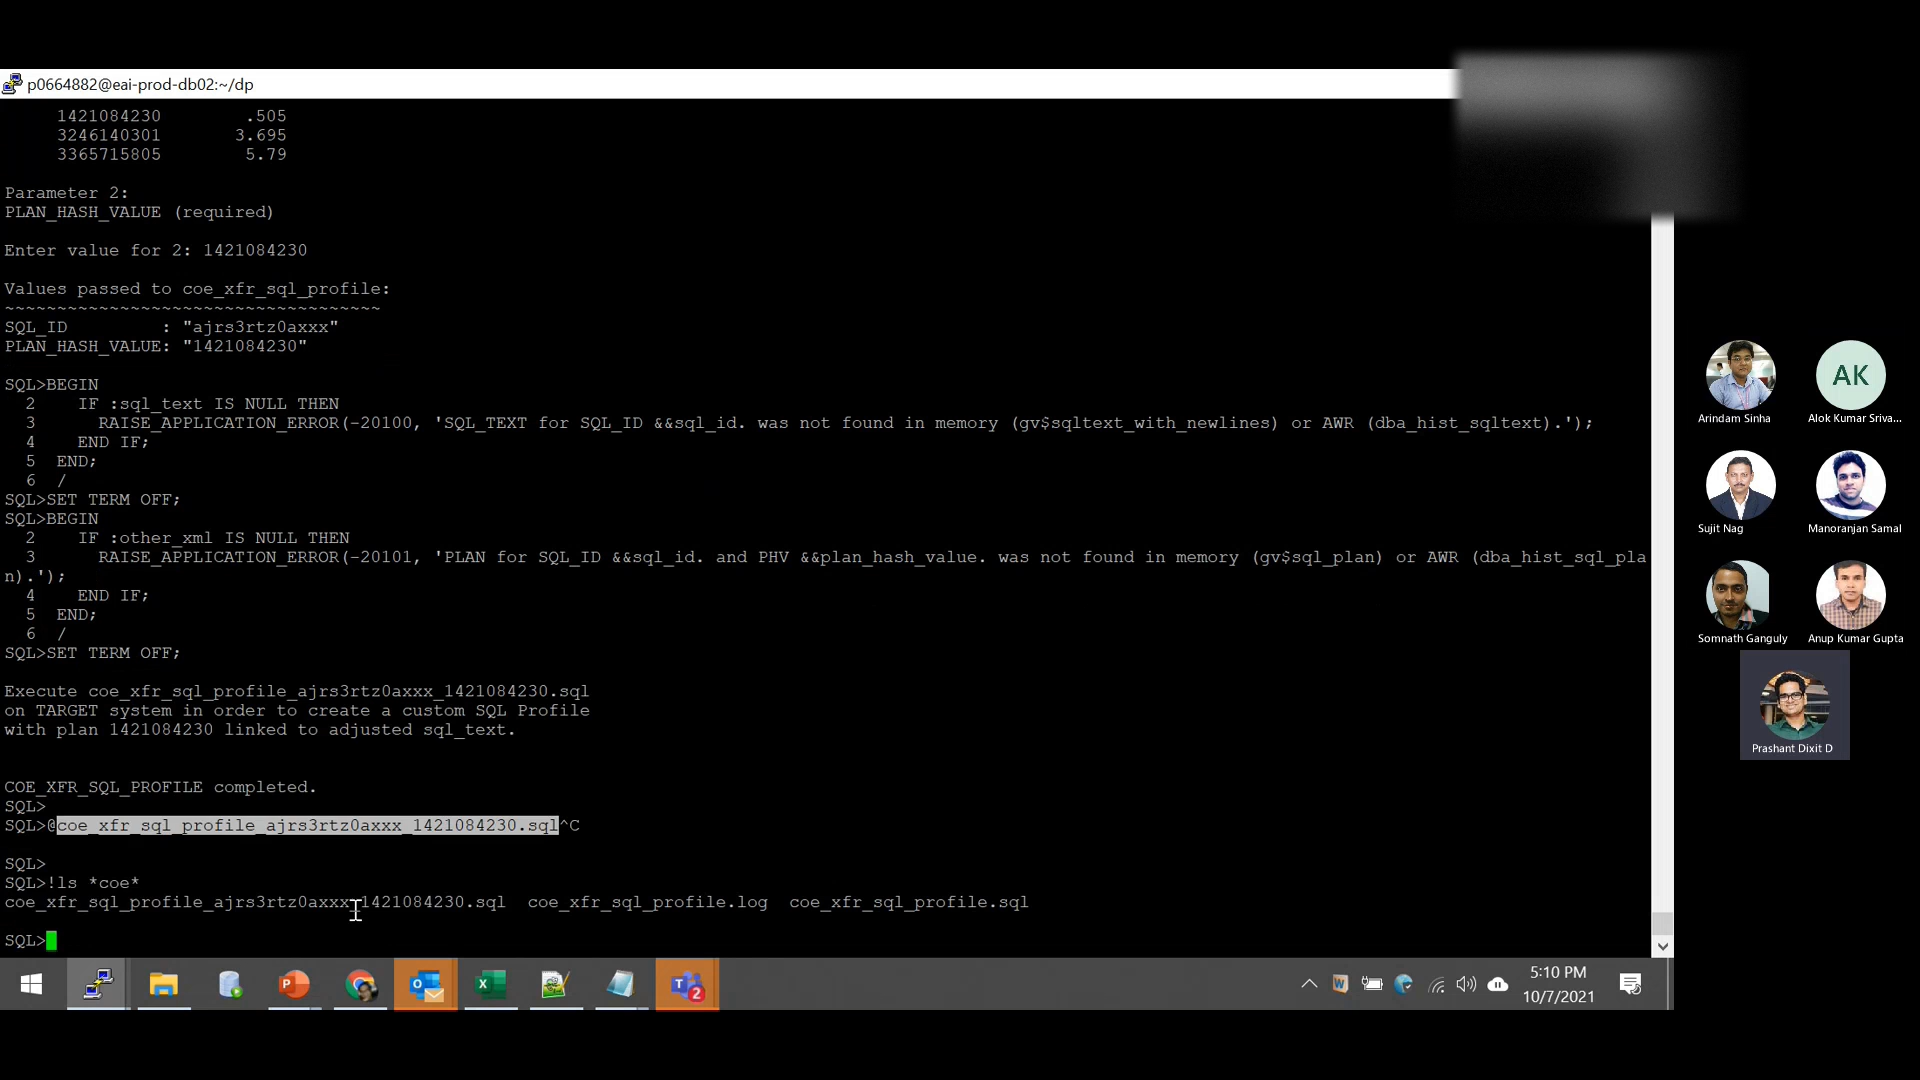 p0664882@eai-prod-db02:~/dp
1421084230 .505
3246140301 3.695
3365715805 5.79
Parameter 2:
PLAN_HASH_VALUE (required)
Enter value for 2: 1421084230
Values passed to coe_xfr_sql_profile:
~~~~~~~~~~~~~~~~~~~~~~~~~~~~~~~~~~~~
SQL_ID : "ajrs3rtz0axxx"
PLAN_HASH_VALUE: "1421084230"
SQL>BEGIN
2 IF :sql_text IS NULL THEN
3 RAISE_APPLICATION_ERROR(-20100, 'SQL_TEXT for SQL_ID &&sql_id. was not found in memory (gv$sqltext_with_newlines) or AWR (dba_hist_sqltext).');
4 END IF;
5 END;
6 /
SQL>SET TERM OFF;
SQL>BEGIN
2 IF :other_xml IS NULL THEN
3 RAISE_APPLICATION_ERROR(-20101, 'PLAN for SQL_ID &&sql_id. and PHV &&plan_hash_value. was not found in memory (gv$sql_plan) or AWR (dba_hist_sql_pla
n).');
4 END IF;
5 END;
6 /
SQL>SET TERM OFF;
Execute coe_xfr_sql_profile_ajrs3rtz0axxx_1421084230.sql
on TARGET system in order to create a custom SQL Profile
with plan 1421084230 linked to adjusted sql_text.
COE_XFR_SQL_PROFILE completed.
SQL>
SQL>@coe_xfr_sql_profile_ajrs3rtz0axxx_1421084230.sql^C
SQL>
SQL>!ls *coe*
coe_xfr_sql_profile_ajrs3rtz0axxx_1421084230.sql coe_xfr_sql_profile.log coe_xfr_sql_profile.sql
SQL>
Arindam Sinha
AK
Alok Kumar Sriva...
Sujit Nag
Manoranjan Samal
Somnath Ganguly
Anup Kumar Gupta
Prashant Dixit D
2
5:10 PM
10/7/2021